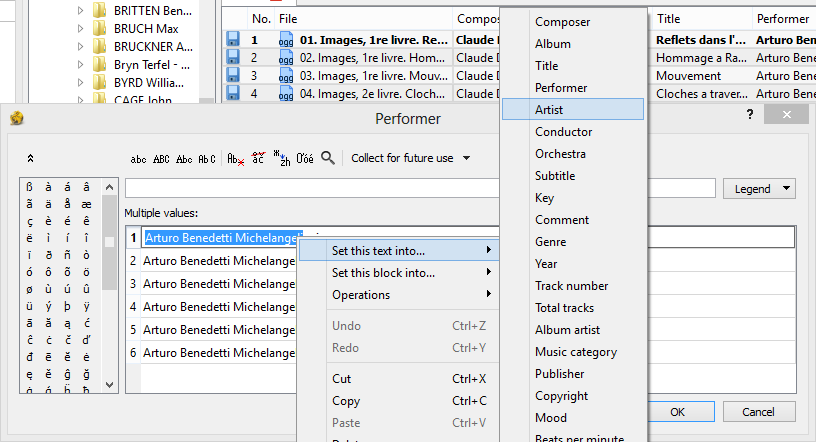 BRITTEN Ben...
BRUCH Max
BRUCKNER A...
Bryn Terfel - ...
BYRD Willia...
CAGE John
No. File Compos Title Performer
1 01. Images, 1re livre. Re... Claude Reflets dans l'... Arturo Bene
2 02. Images, 1re livre. Hom... Claude D Hommage a Ra... Arturo Bene
3 03. Images, 1re livre. Mouv... Claude D Mouvement Arturo Bene
4 04. Images, 2e livre. Cloch... Claude D Cloches a traver... Arturo Bene
Performer
?
abc ABC Abc Ab C Abx äč Жzh Oóé Collect for future use
Legend
Multiple values:
1 Arturo Benedetti Michelange
2 Arturo Benedetti Michelange
3 Arturo Benedetti Michelange
4 Arturo Benedetti Michelange
5 Arturo Benedetti Michelange
6 Arturo Benedetti Michelange
ß à á â
ã ä å æ
ç è é ê
ë ì í î
ï ð ñ ò
ó ô õ ö
ø ù ú û
ü ý þ ÿ
ā ă ą ć
ĉ ċ č ď
đ ē ĕ ė
ę ě ĝ ğ
ġ ģ ĥ ħ
Set this text into...
Set this block into...
Operations
Undo Ctrl+Z
Redo Ctrl+Y
Cut Ctrl+X
Copy Ctrl+C
Paste Ctrl+V
Composer
Album
Title
Performer
Artist
Conductor
Orchestra
Subtitle
Key
Comment
Genre
Year
Track number
Total tracks
Album artist
Music category
Publisher
Copyright
Mood
Beats per minute
OK
Cancel